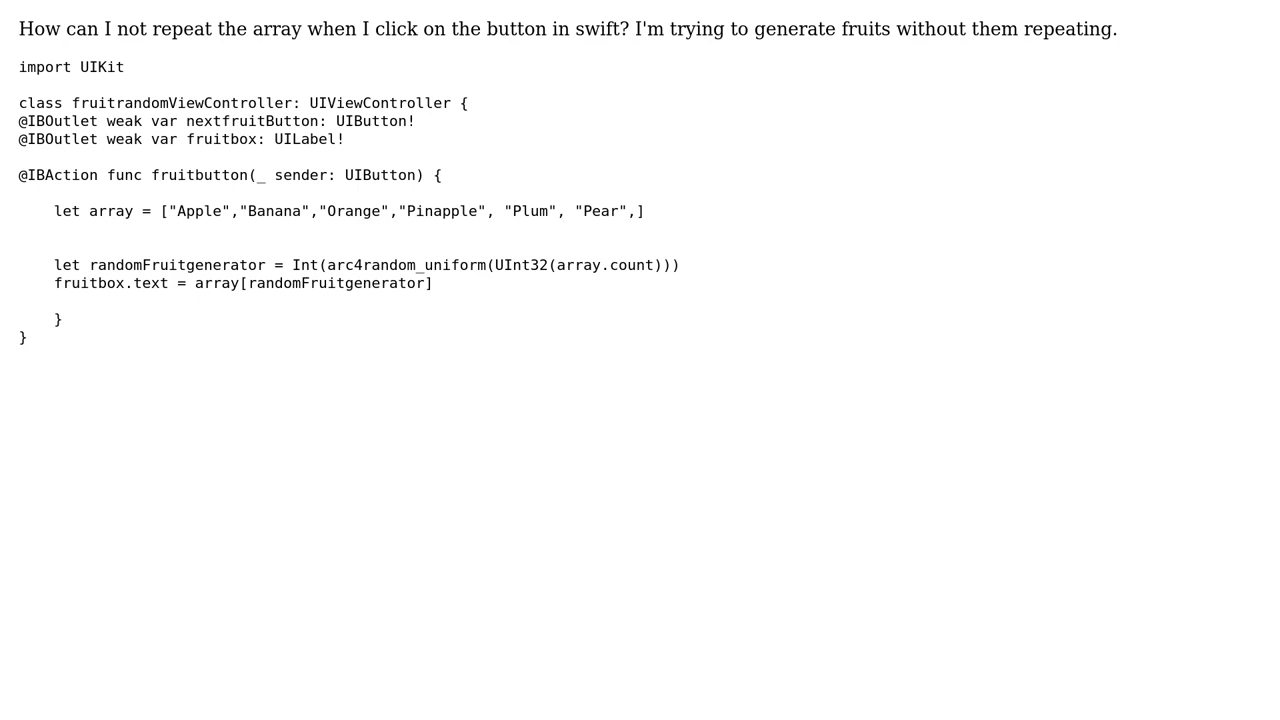 How can I not repeat the array when I click on the button in swift? I'm trying to generate fruits without them repeating.
import UIKit
class fruitrandomViewController: UIViewController {
@IBOutlet weak var nextfruitButton: UIButton!
@IBOutlet weak var fruitbox: UILabel!
@IBAction func fruitbutton(_ sender: UIButton) {
    let array = ["Apple","Banana","Orange","Pinapple", "Plum", "Pear",]
    let randomFruitgenerator = Int(arc4random_uniform(UInt32(array.count)))
    fruitbox.text = array[randomFruitgenerator]
    }
}